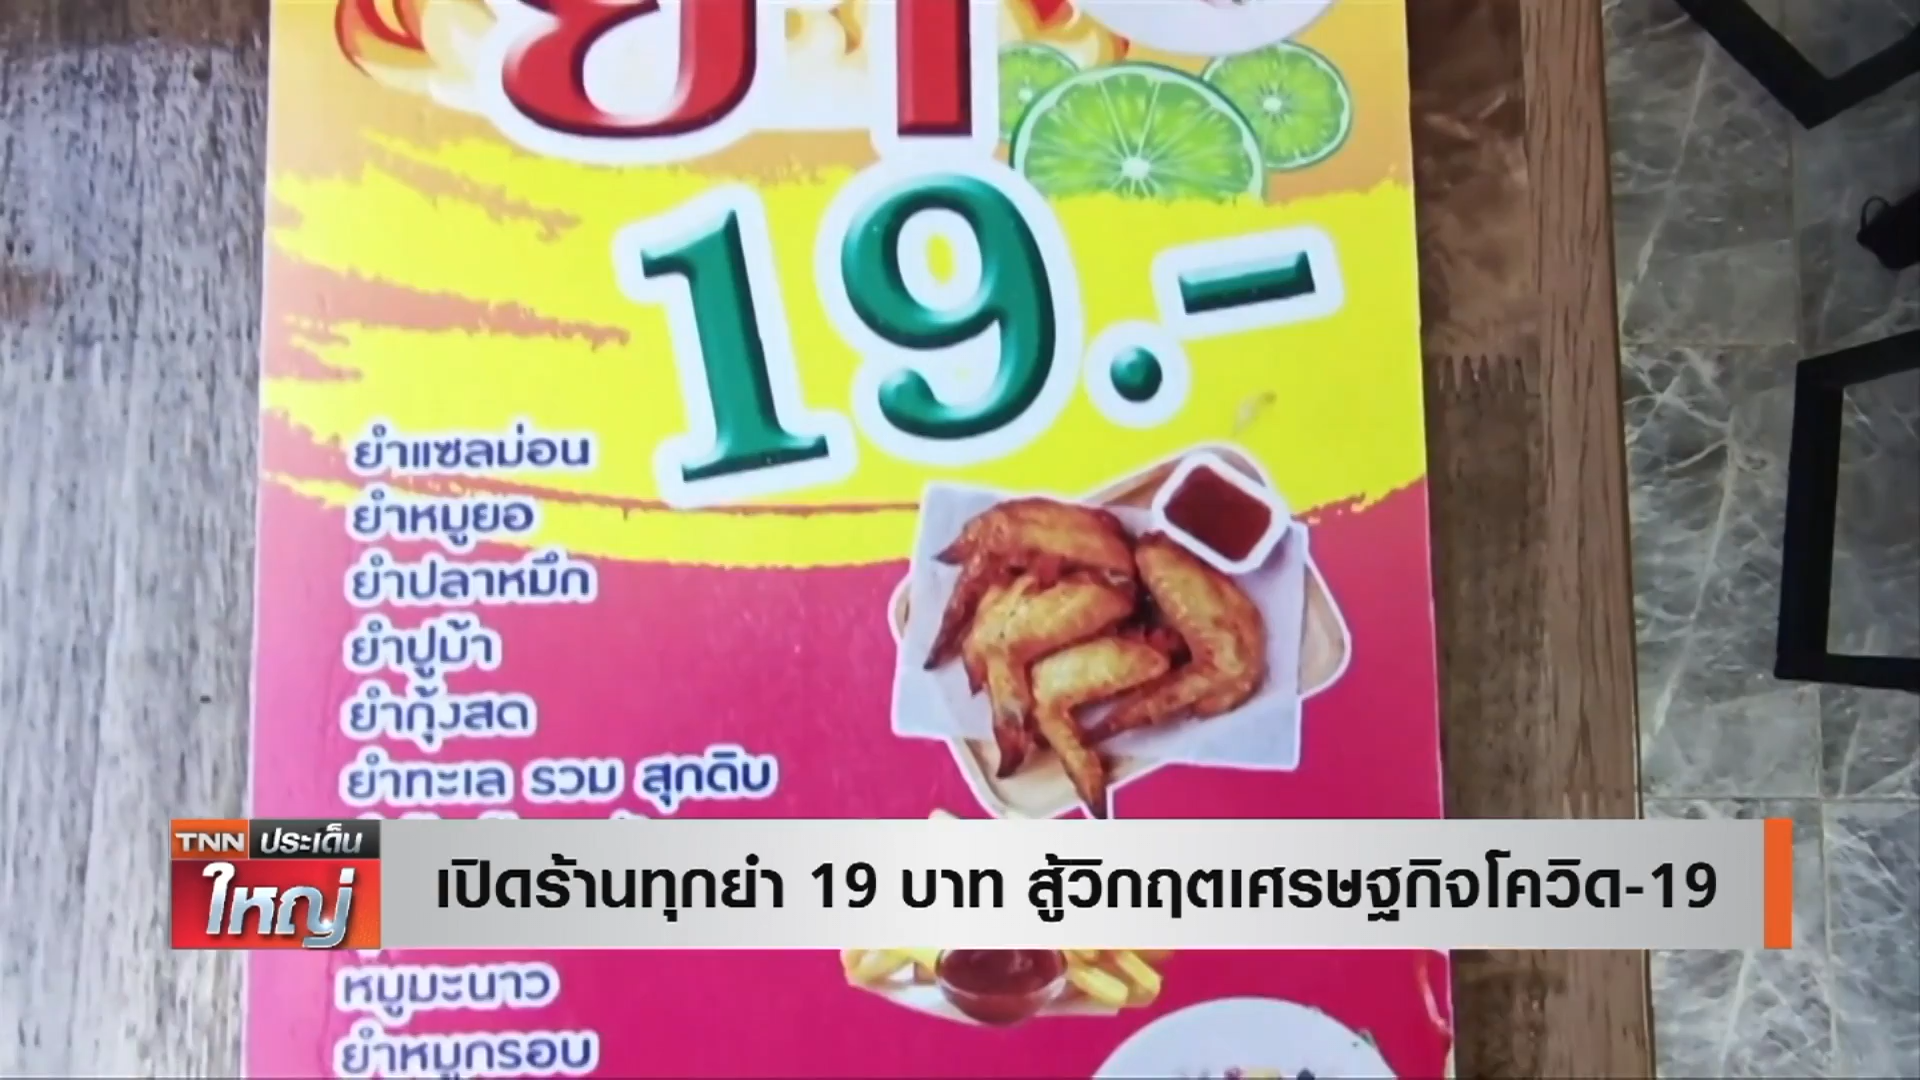 ยำ
19.-
ยำแซลม่อน
ยำหมูยอ
ยำปลาหมึก
ยำปูม้า
ยำกุ้งสด
ยำทะเล รวม สุกดิบ
TNN ประเด็น
ใหญ่
เปิดร้านทุกยำ 19 บาท สู้วิกฤตเศรษฐกิจโควิด-19
หมูมะนาว
ยำหมูกรอบ